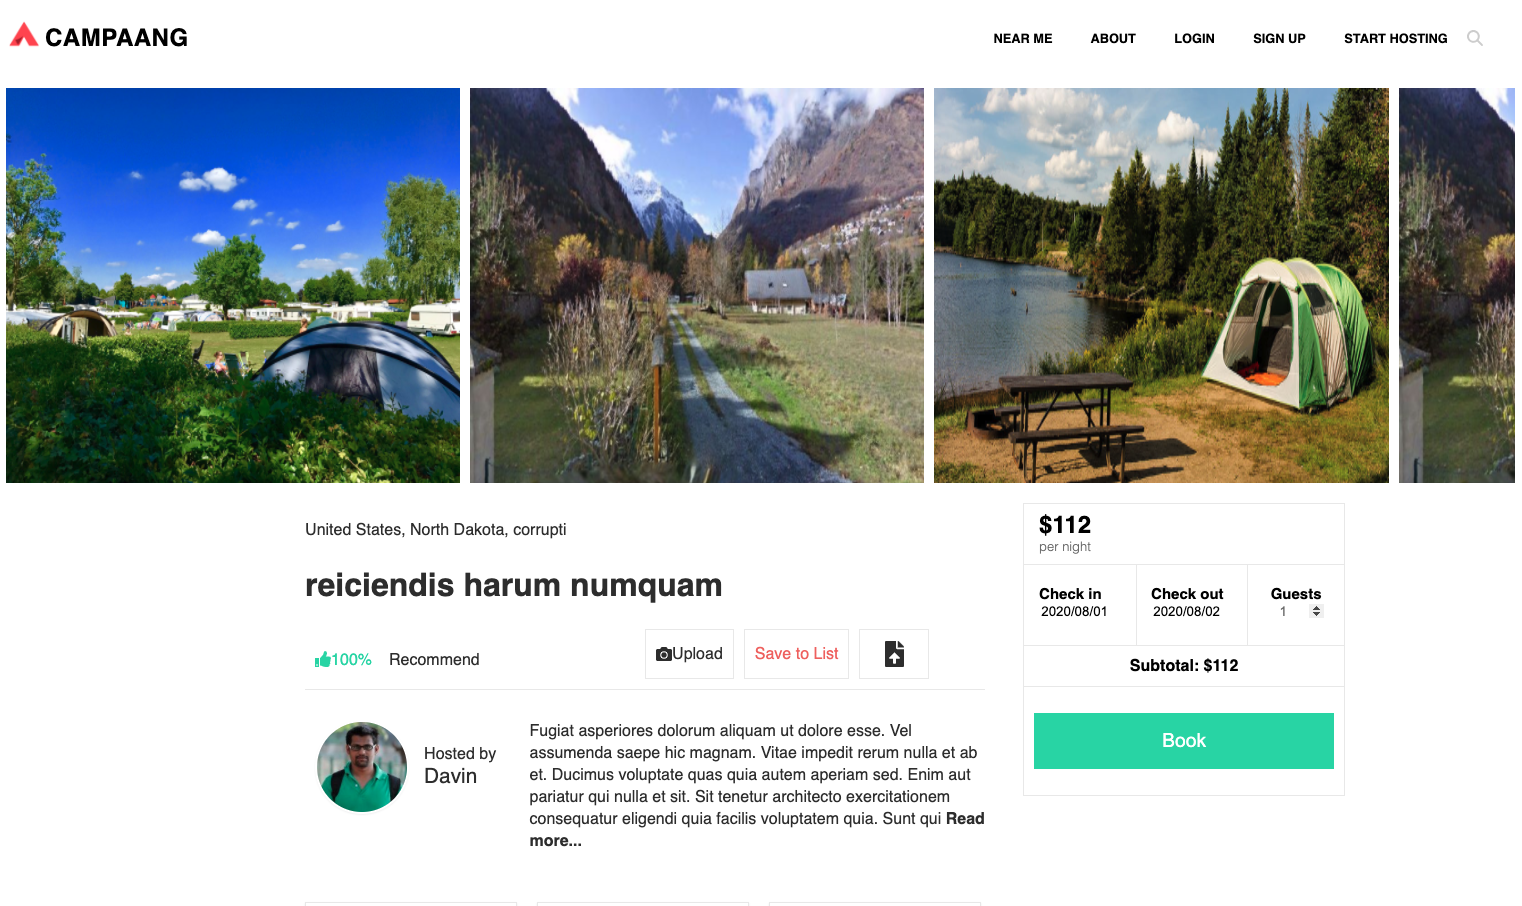 CAMPAANG
NEAR ME
ABOUT
LOGIN
SIGN UP
START HOSTING
United States, North Dakota, corrupti
reiciendis harum numquam
100% Recommend
Upload
Save to List
Hosted by
Davin
Fugiat asperiores dolorum aliquam ut dolore esse. Vel
assumenda saepe hic magnam. Vitae impedit rerum nulla et ab
et. Ducimus voluptate quas quia autem aperiam sed. Enim aut
pariatur qui nulla et sit. Sit tenetur architecto exercitationem
consequatur eligendi quia facilis voluptatem quia. Sunt qui Read
more...
$112
per night
Check in
2020/08/01
Check out
2020/08/02
Guests
1
Subtotal: $112
Book